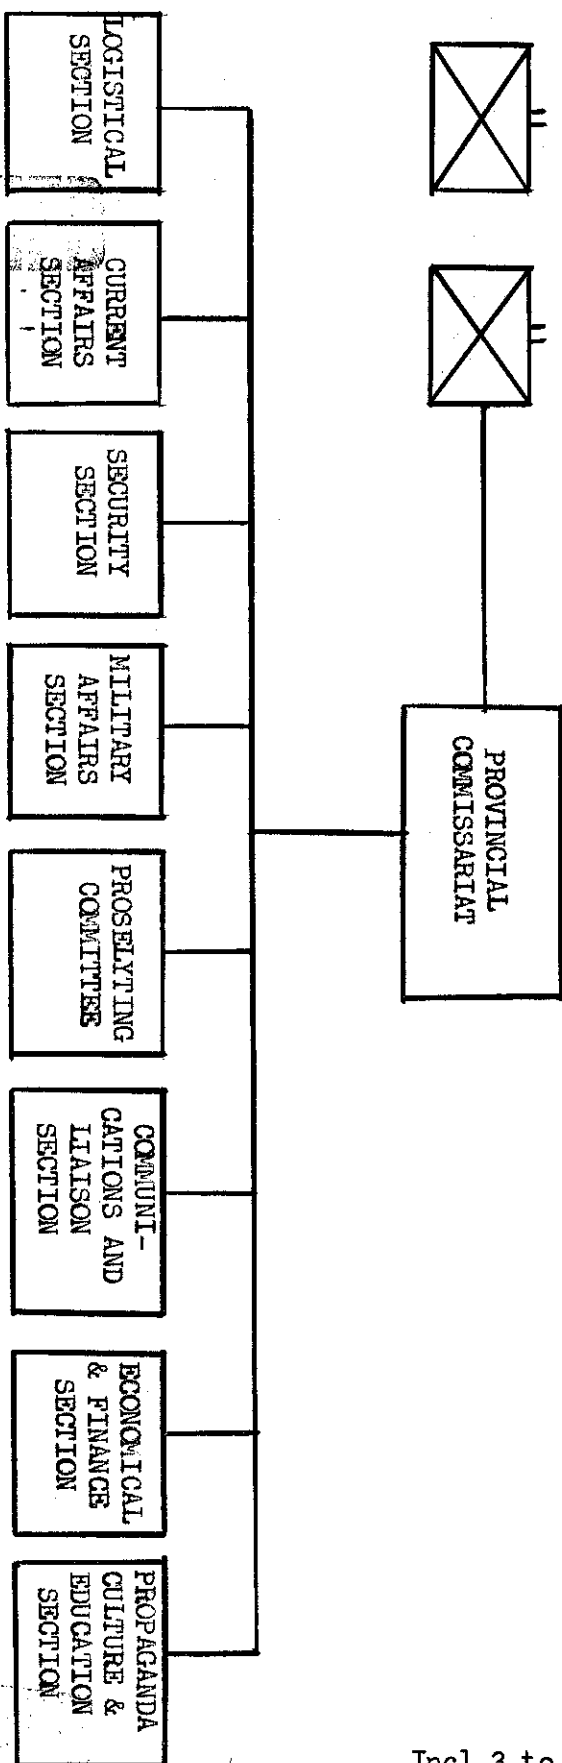 PROVINCIAL
COMMISSARIAT
LOGISTICAL
SECTION
CURRENT
AFFAIRS
SECTION
SECURITY
SECTION
MILITARY
AFFAIRS
SECTION
PROSELYTING
COMMITTEE
COMMUNI-
CATIONS AND
LIAISON
SECTION
ECONOMICAL
& FINANCE
SECTION
PROPAGANDA
CULTURE &
EDUCATION
SECTION
Incl 3 to